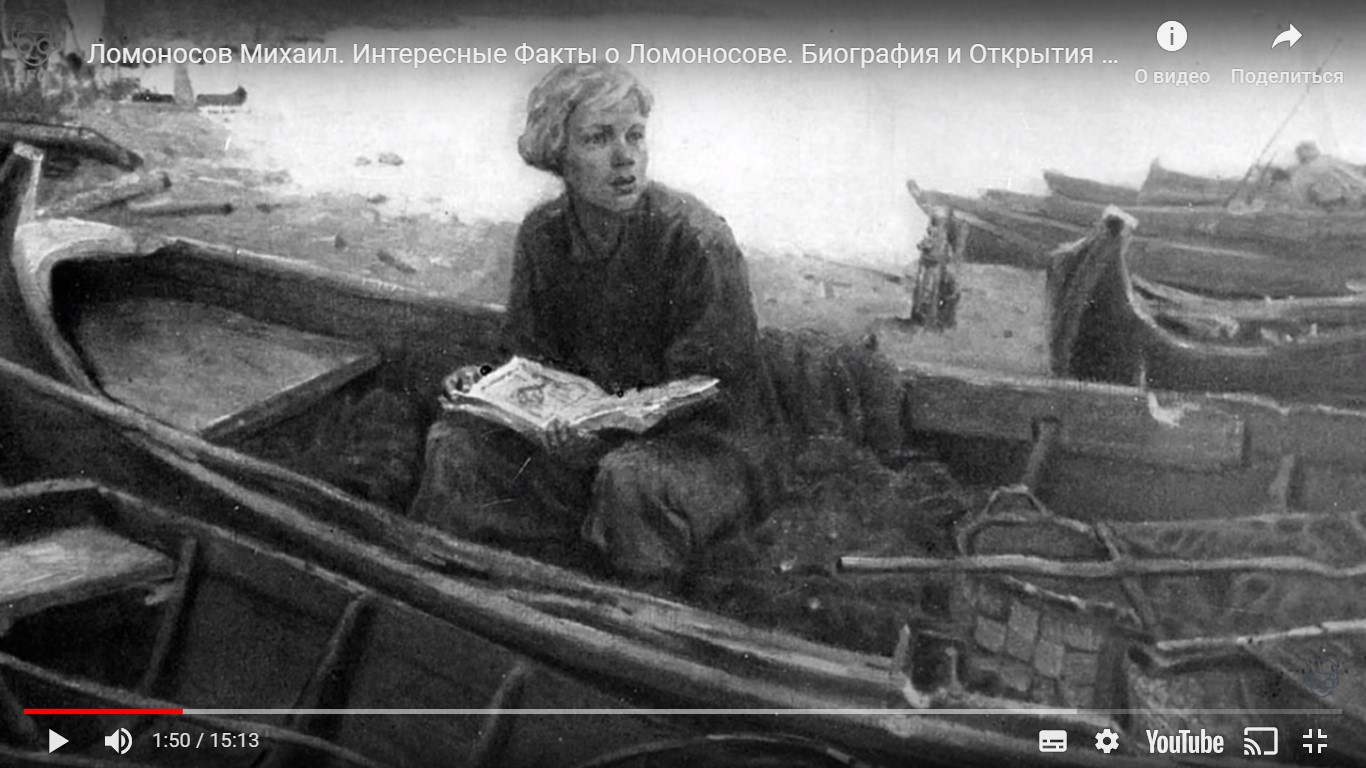 Ломоносов Михаил. Интересные Факты о Ломоносове. Биография и Открытия ...
О видео
Поделиться
1:50 / 15:13
YouTube